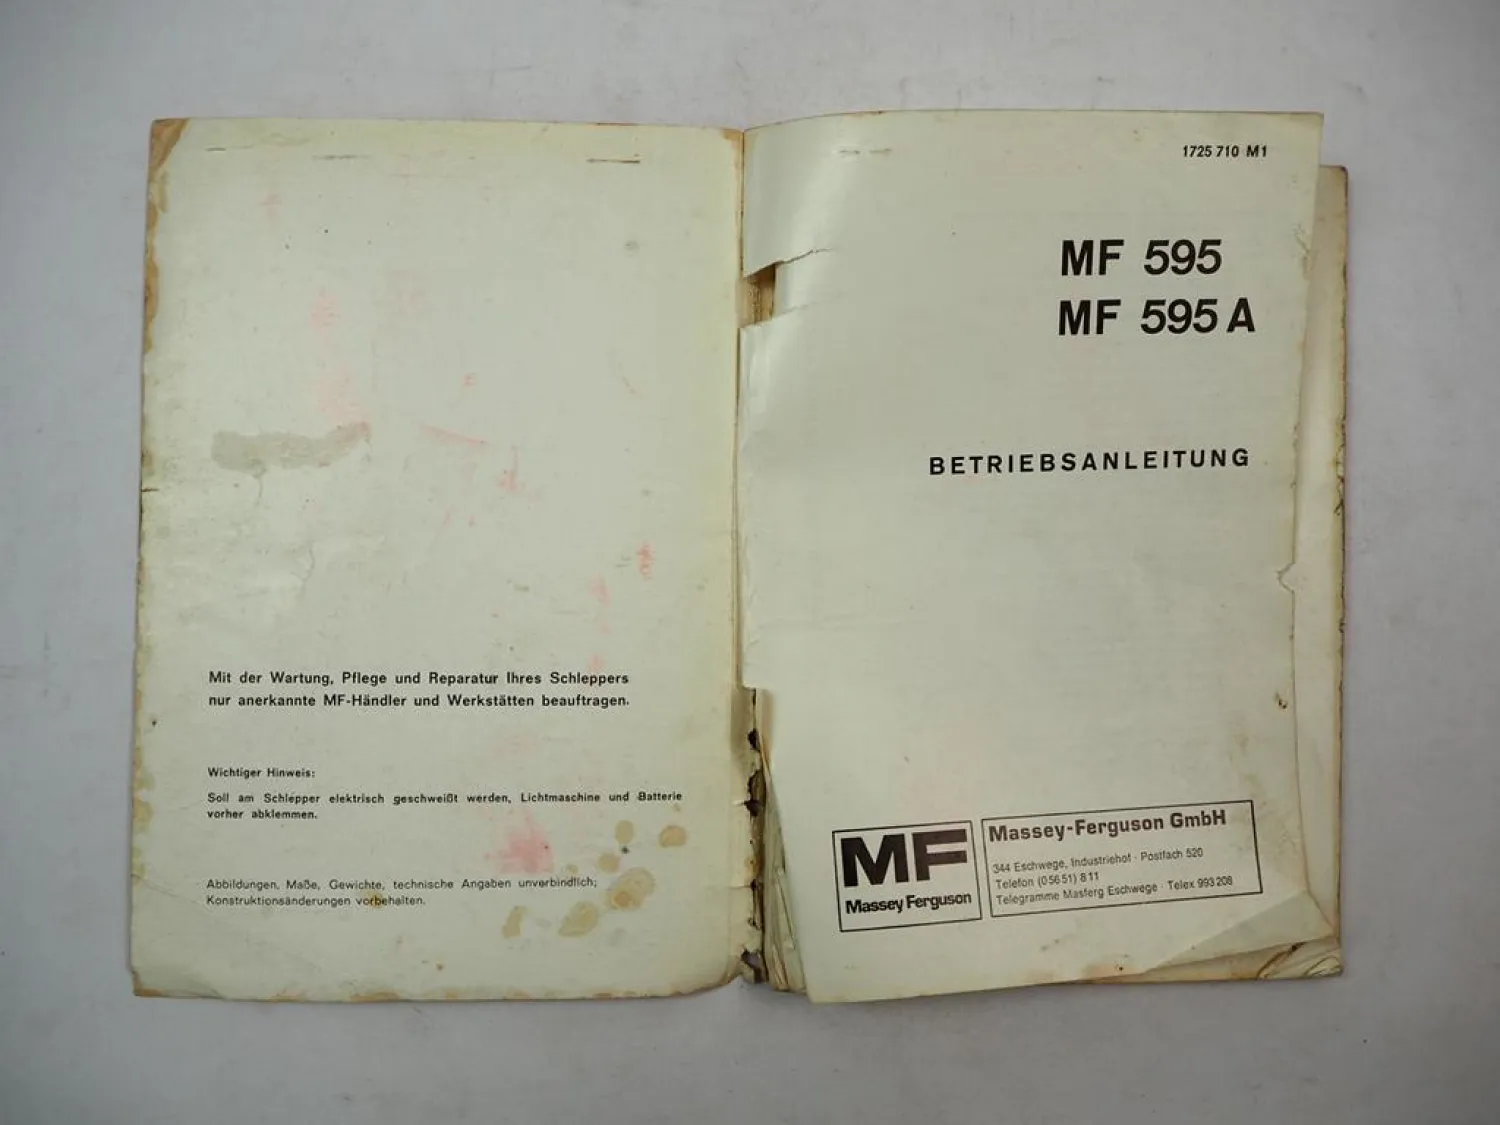 Mit der Wartung, Pflege und Reparatur Ihres Schleppers
nur anerkannte MF-Händler und Werkstätten beauftragen.
Wichtiger Hinweis:
Soll am Schlepper elektrisch geschweißt werden, Lichtmaschine und Batterie
vorher abklemmen.
Abbildungen, Maße, Gewichte, technische Angaben unverbindlich;
Konstruktionsänderungen vorbehalten.
1725 710 M1
MF 595
MF 595 A
BETRIEBSANLEITUNG
MF
Massey Ferguson
Massey-Ferguson GmbH
344 Eschwege, Industriehof · Postfach 520
Telefon (05651) 811
Telegramme Masferg Eschwege · Telex 993 208